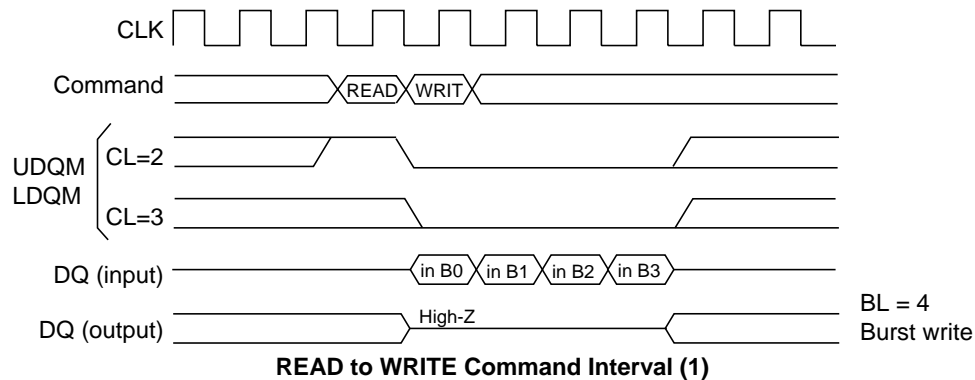 CLK
Command
READ WRIT
UDQM
LDQM
CL=2
CL=3
DQ (input)
in B0 in B1 in B2 in B3
DQ (output)
High-Z
BL = 4
Burst write
READ to WRITE Command Interval (1)